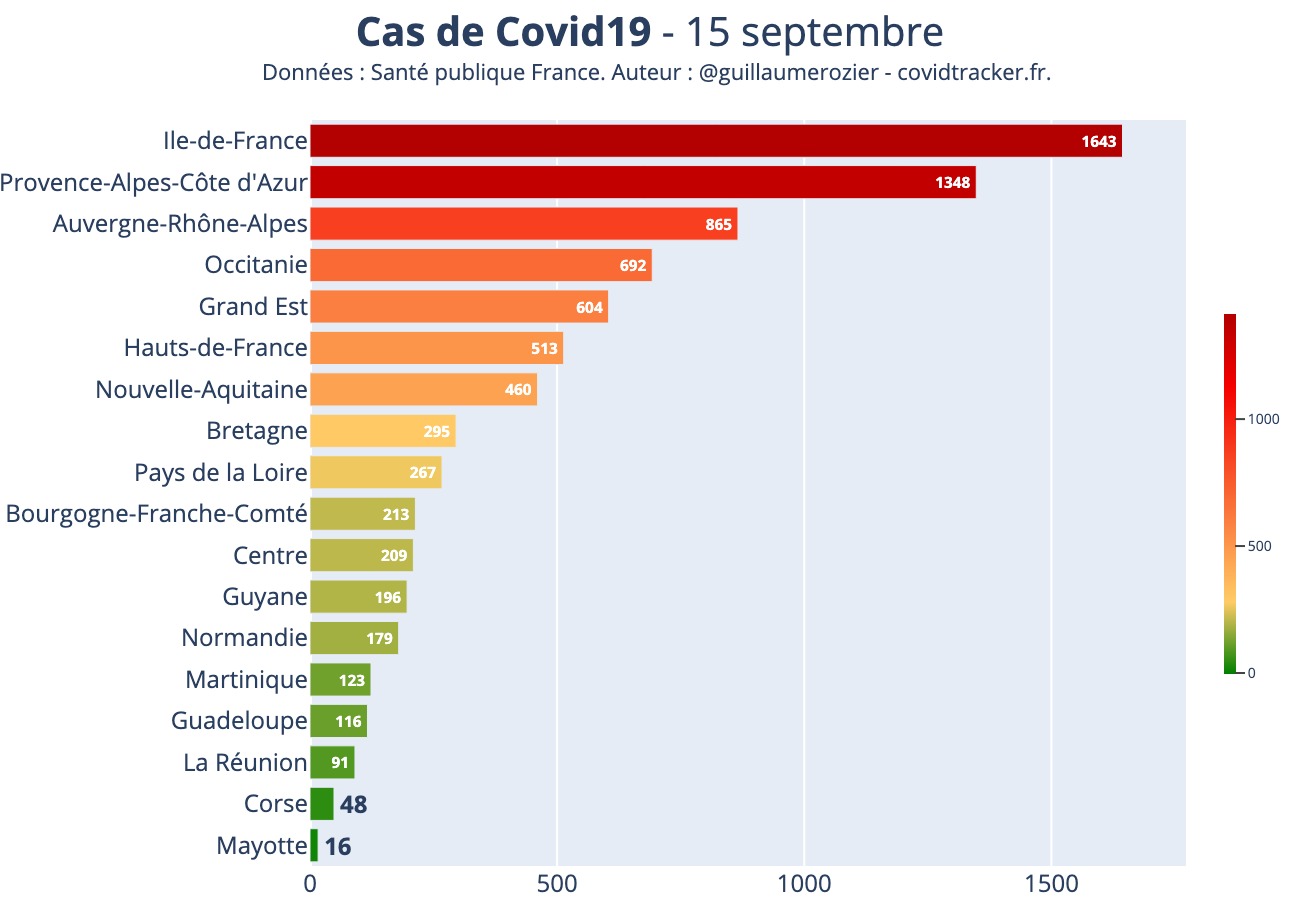 Cas de Covid19 - 15 septembre
Données : Santé publique France. Auteur : @guillaumerozier - covidtracker.fr.
Ile-de-France 1643
Provence-Alpes-Côte d'Azur 1348
Auvergne-Rhône-Alpes 865
Occitanie 692
Grand Est 604
Hauts-de-France 513
Nouvelle-Aquitaine 460
Bretagne 295
Pays de la Loire 267
Bourgogne-Franche-Comté 213
Centre 209
Guyane 196
Normandie 179
Martinique 123
Guadeloupe 116
La Réunion 91
Corse 48
Mayotte 16
0 500 1000 1500
1000
500
0